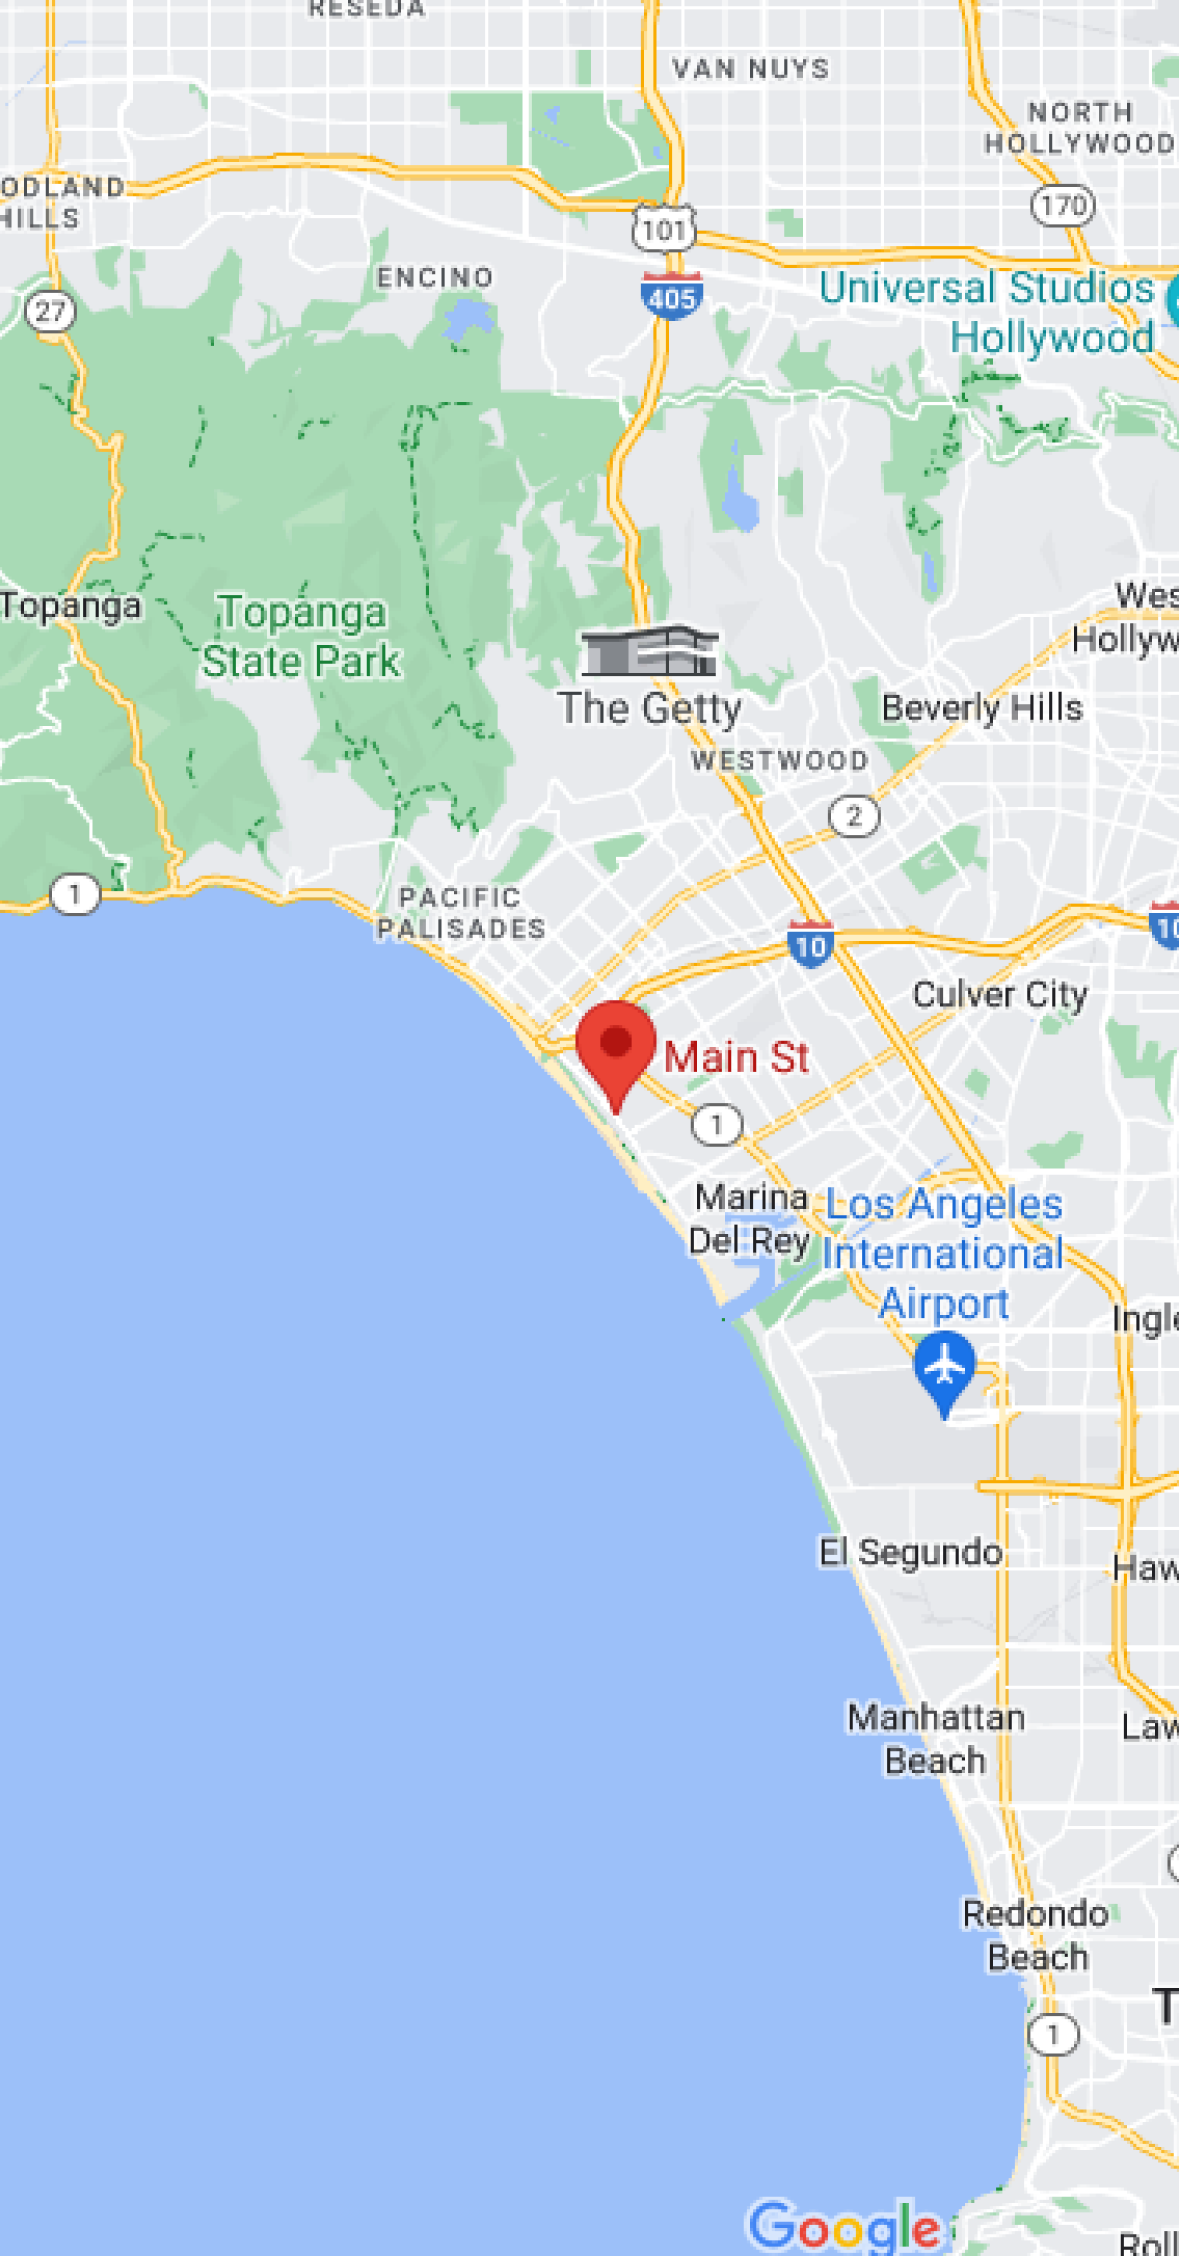 RESEDA
VAN NUYS
NORTH
HOLLYWOOD
ODLAND
HILLS
170
101
ENCINO
405
Universal Studios
Hollywood
27
Topanga
Topanga
State Park
Wes
Hollyw
The Getty
Beverly Hills
WESTWOOD
2
1
PACIFIC
PALISADES
10
10
Culver City
Main St
1
Marina
Del Rey
Los Angeles
International
Airport
Ingle
El Segundo
Haw
Manhattan
Beach
Law
Redondo
Beach
T
1
Google
Roll